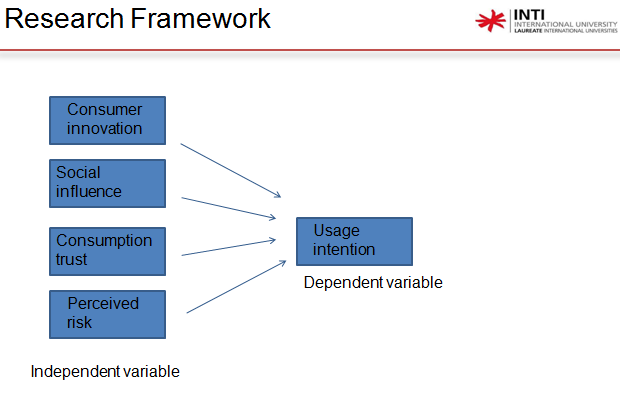 Research Framework
INTI
INTERNATIONAL UNIVERSITY
LAUREATE INTERNATIONAL UNIVERSITIES
Consumer
innovation
Social
influence
Consumption
trust
Perceived
risk
Independent variable
Usage
intention
Dependent variable